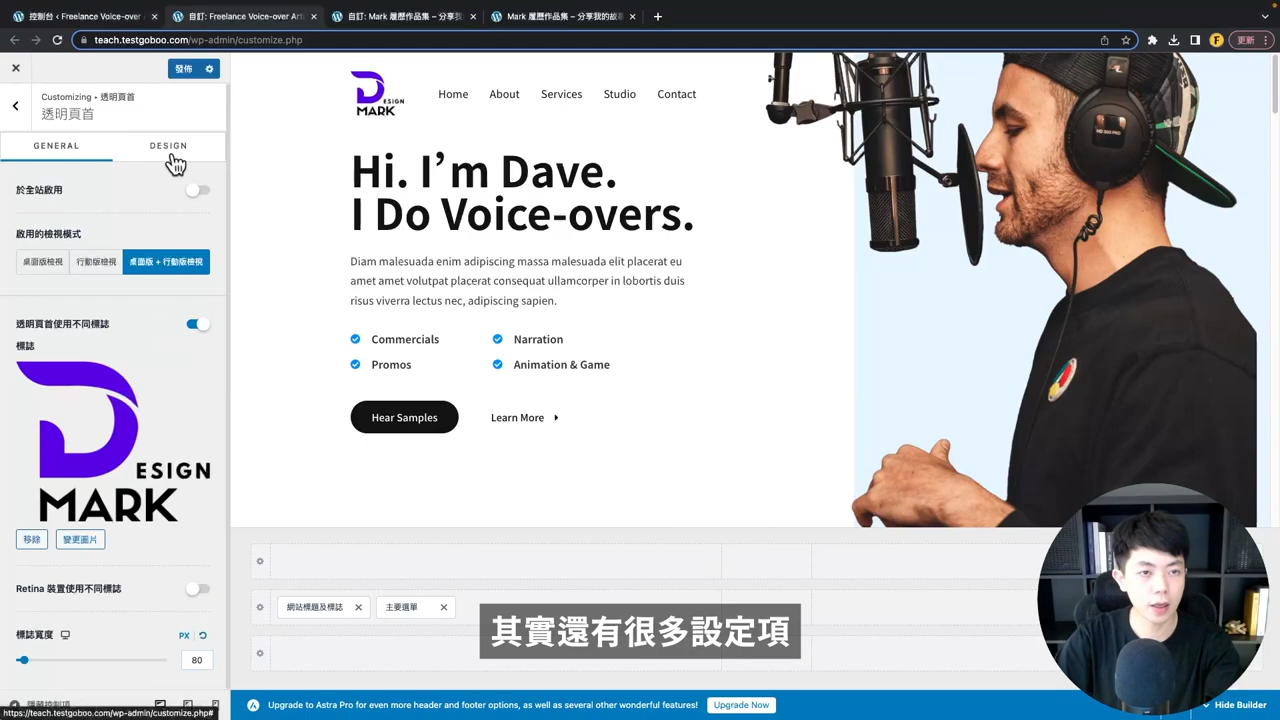 控制台 ‹ Freelance Voice-over
自訂: Freelance Voice-over Art
自訂: Mark 履歷作品集 – 分享我
Mark 履歷作品集 – 分享我的故
teach.testgoboo.com/wp-admin/customize.php
更新
發佈
Customizing ▸ 透明頁首
透明頁首
GENERAL
DESIGN
於全站啟用
啟用的檢視模式
桌面版檢視
行動版檢視
桌面版 + 行動版檢視
透明頁首使用不同標誌
標誌
ESIGN
MARK
移除
變更圖片
Retina 裝置使用不同標誌
標誌寬度
PX
80
https://teach.testgoboo.com/wp-admin/customize.php#
ESIGN
MARK
Home
About
Services
Studio
Contact
Hi. I’m Dave.
I Do Voice-overs.
Diam malesuada enim adipiscing massa malesuada elit placerat eu
amet amet volutpat placerat consequat ullamcorper in lobortis duis
risus viverra lectus nec, adipiscing sapien.
Commercials
Narration
Promos
Animation & Game
Hear Samples
Learn More
HD 300 PRO
網站標題及標誌
主要選單
其實還有很多設定項
Upgrade to Astra Pro for even more header and footer options, as well as several other wonderful features!
Upgrade Now
Hide Builder